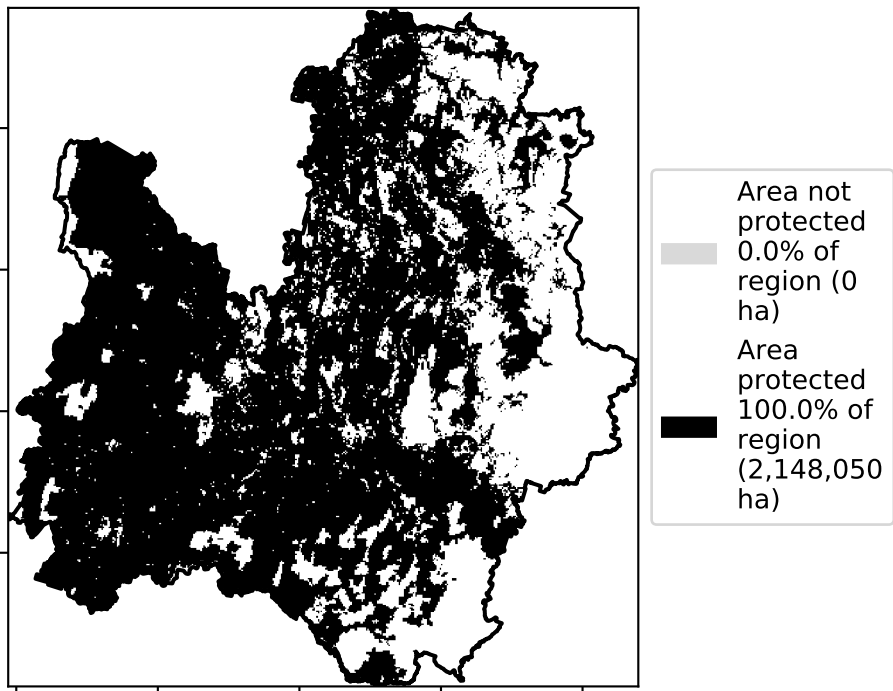 Area not
protected
0.0% of
region (0
ha)
Area
protected
100.0% of
region
(2,148,050
ha)